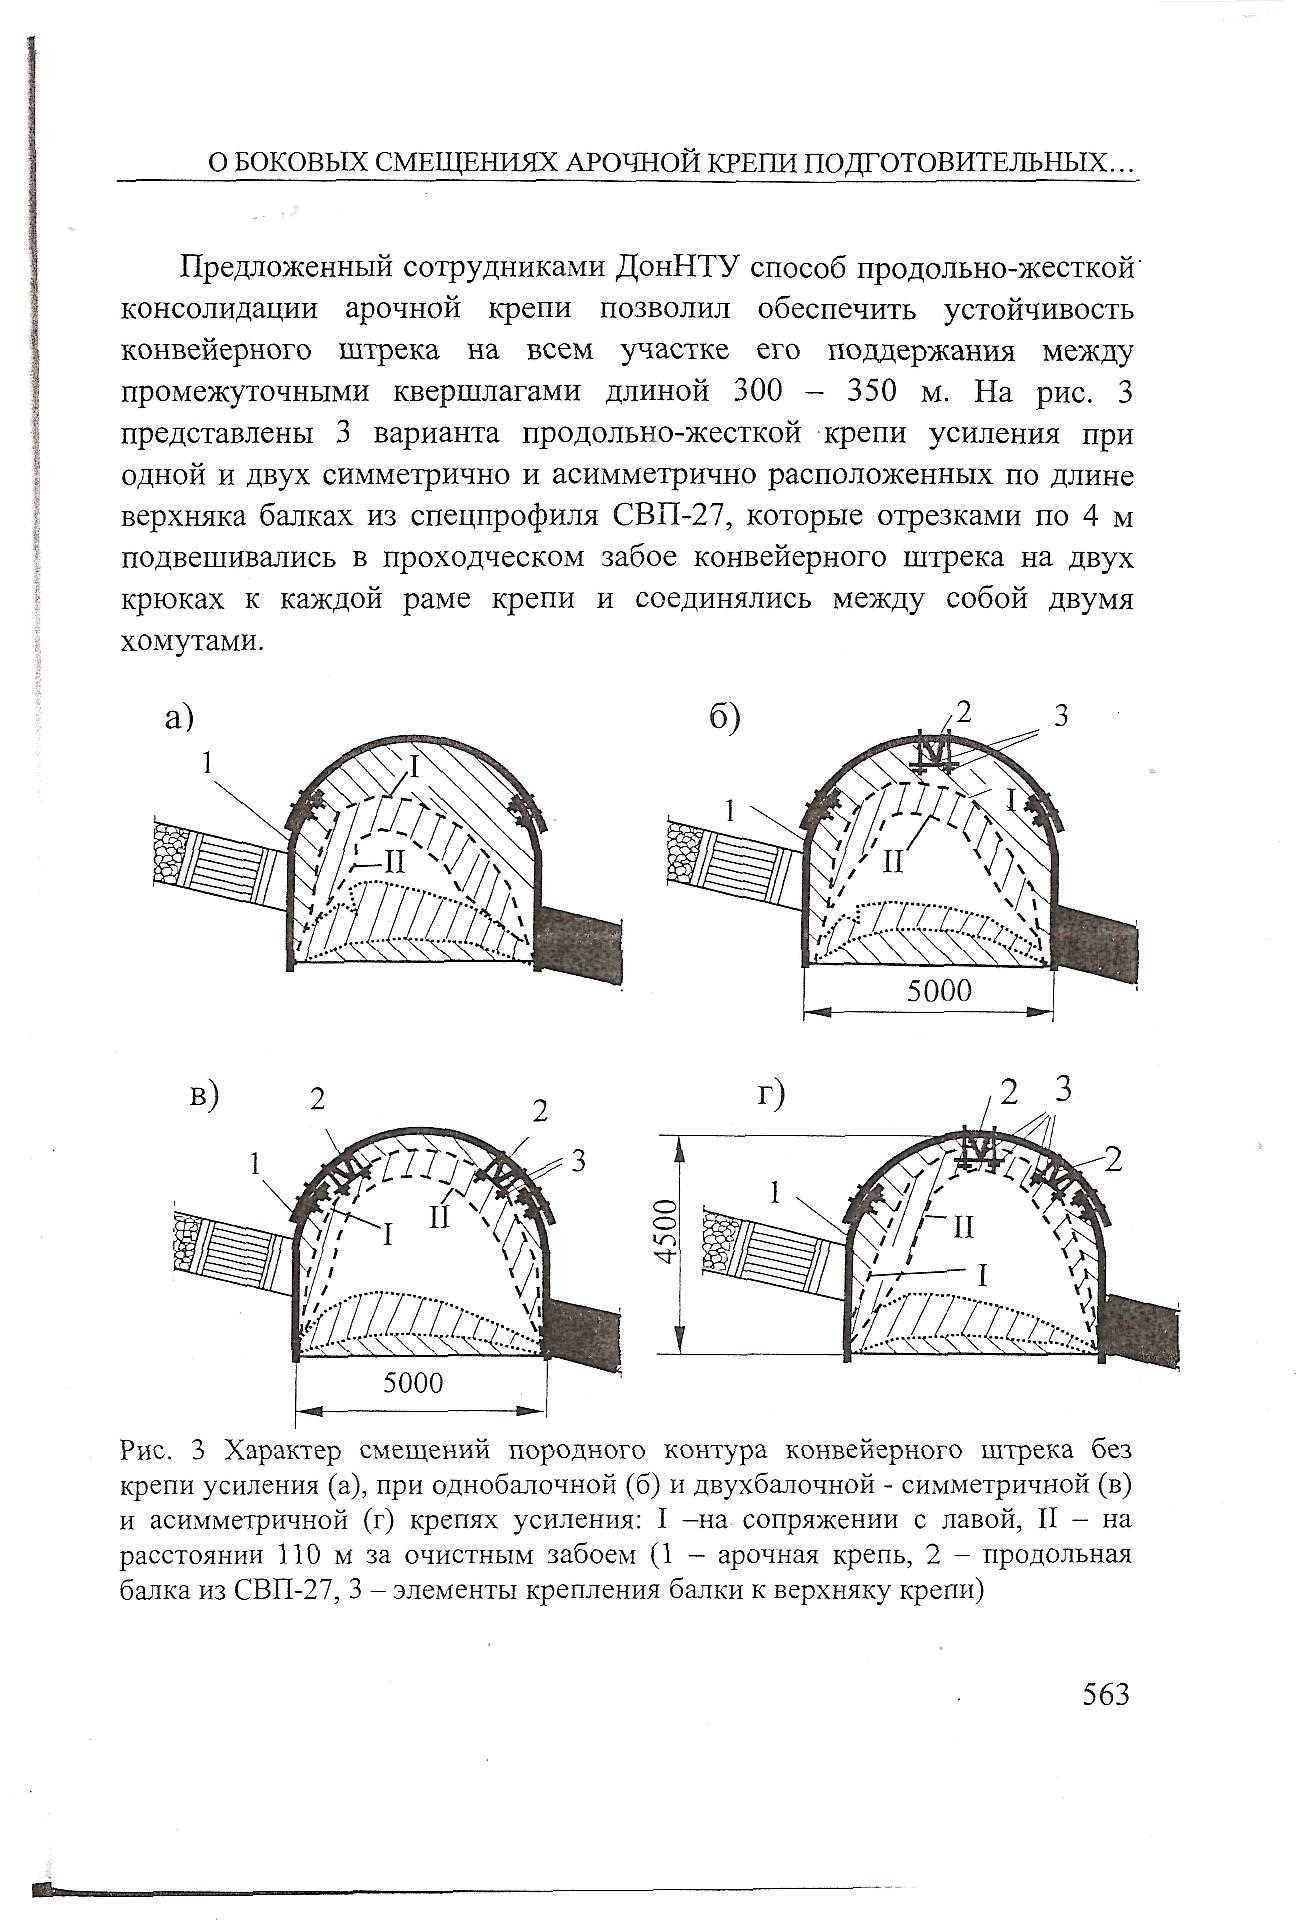 О БОКОВЫХ СМЕЩЕНИЯХ АРОЧНОЙ КРЕПИ ПОДГОТОВИТЕЛЬНЫХ...
Предложенный сотрудниками ДонНТУ способ продольно-жесткой
консолидации арочной крепи позволил обеспечить устойчивость
конвейерного штрека на всем участке его поддержания между
промежуточными квершлагами длиной 300 – 350 м. На рис. 3
представлены 3 варианта продольно-жесткой крепи усиления при
одной и двух симметрично и асимметрично расположенных по длине
верхняка балках из спецпрофиля СВП-27, которые отрезками по 4 м
подвешивались в проходческом забое конвейерного штрека на двух
крюках к каждой раме крепи и соединялись между собой двумя
хомутами.
а)
1
I
II
б)
2
3
1
I
II
5000
в)
2
2
1
3
I
II
5000
г)
2
3
2
1
II
I
4500
Рис. 3 Характер смещений породного контура конвейерного штрека без
крепи усиления (а), при однобалочной (б) и двухбалочной - симметричной (в)
и асимметричной (г) крепях усиления: I –на сопряжении с лавой, II – на
расстоянии 110 м за очистным забоем (1 – арочная крепь, 2 – продольная
балка из СВП-27, 3 – элементы крепления балки к верхняку крепи)
563